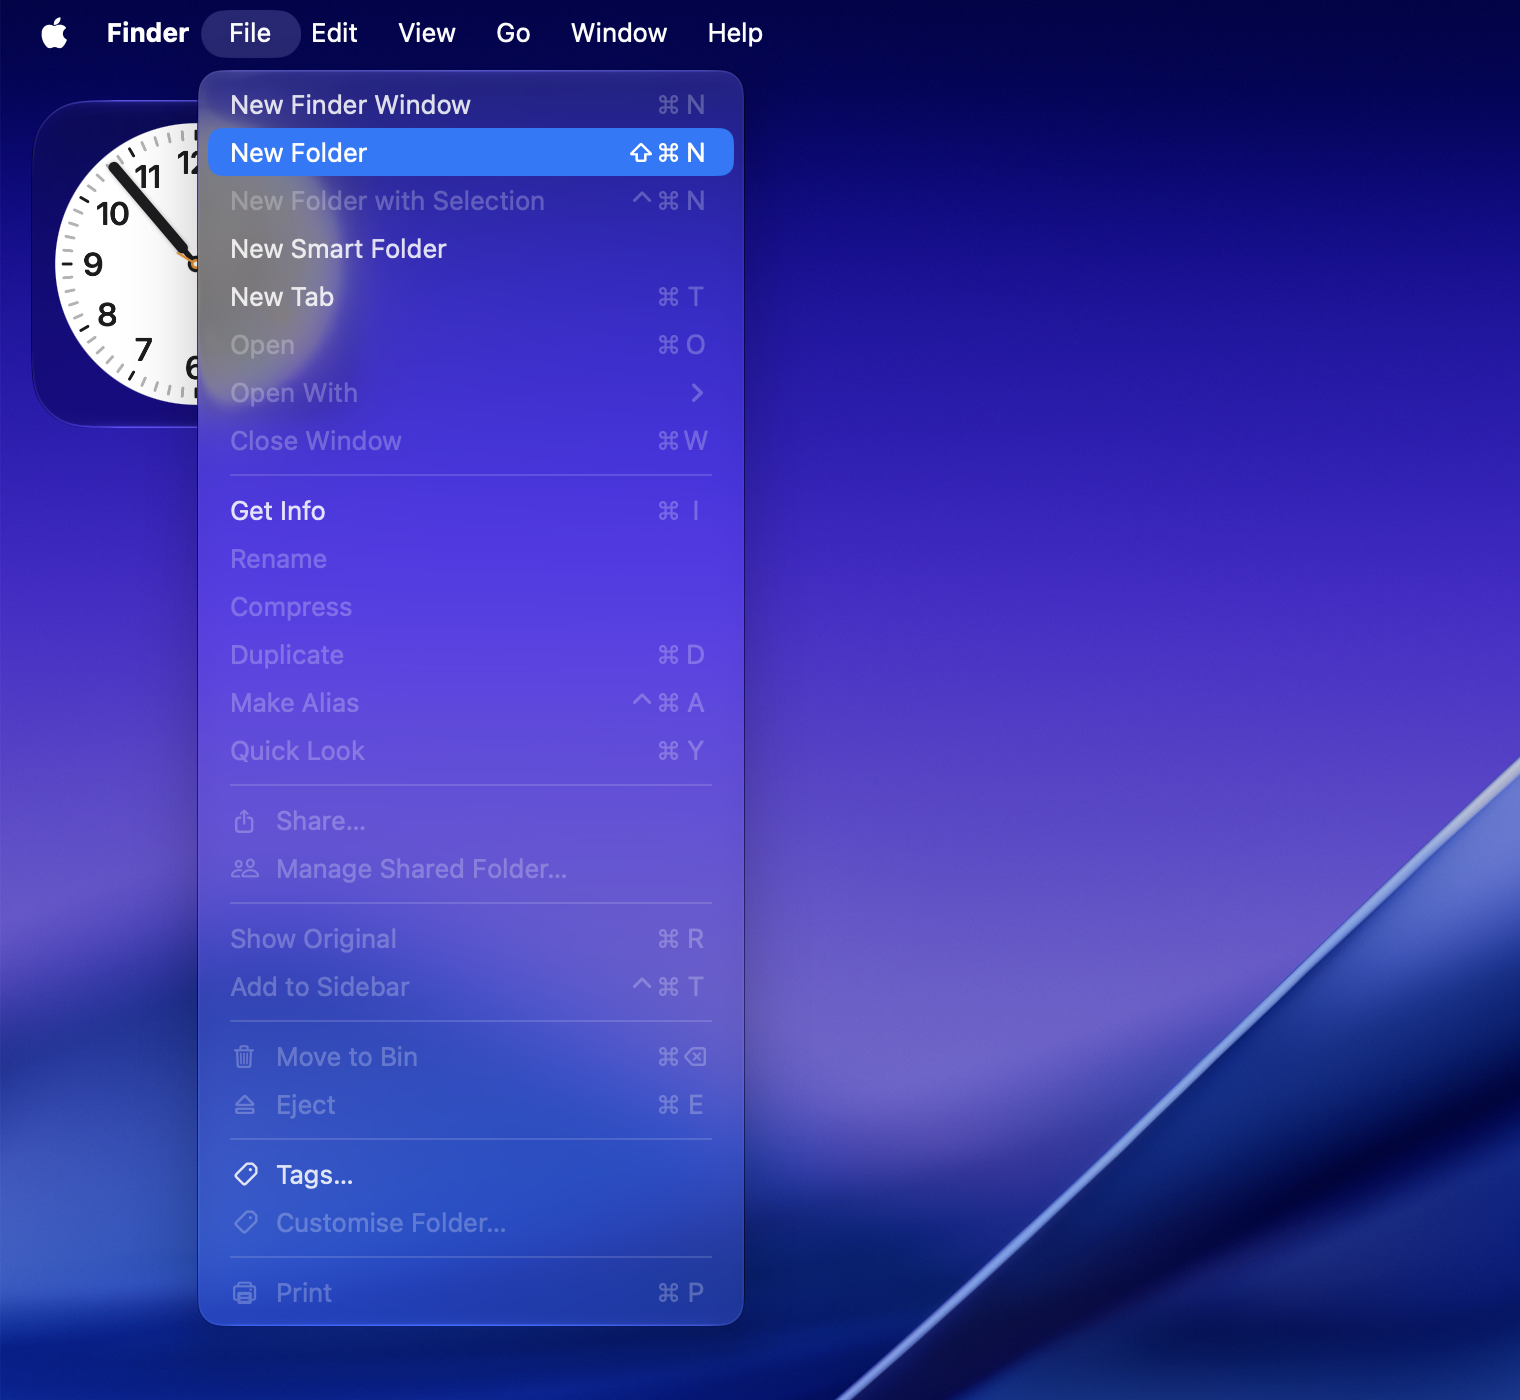 Finder File Edit View Go Window Help
New Finder Window ⌘ N
New Folder ⇧ ⌘ N
New Folder with Selection ^ ⌘ N
New Smart Folder
New Tab ⌘ T
Open ⌘ O
Open With
Close Window ⌘ W
Get Info ⌘ I
Rename
Compress
Duplicate ⌘ D
Make Alias ^ ⌘ A
Quick Look ⌘ Y
Share...
Manage Shared Folder...
Show Original ⌘ R
Add to Sidebar ^ ⌘ T
Move to Bin ⌘ ⌫
Eject ⌘ E
Tags...
Customise Folder...
Print ⌘ P
12
11
10
9
8
7
6